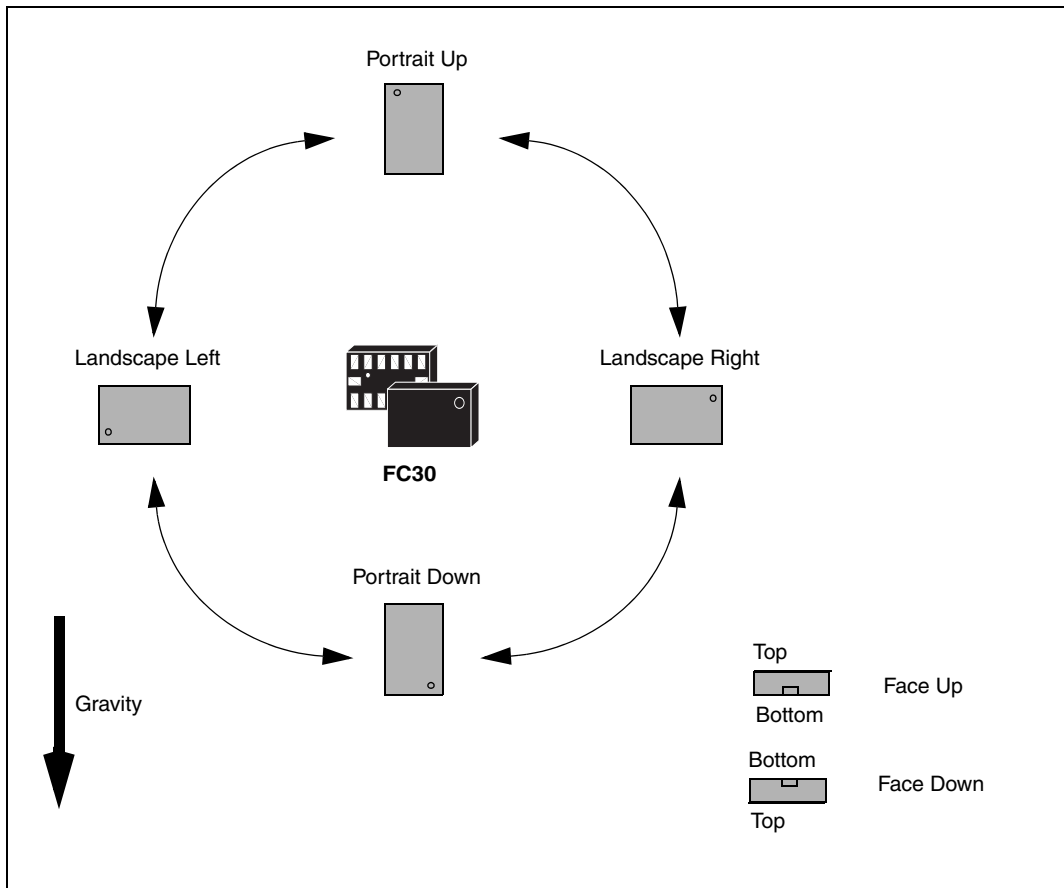 Portrait Up
Landscape Left
Landscape Right
FC30
Portrait Down
Gravity
Top
Face Up
Bottom
Bottom
Face Down
Top